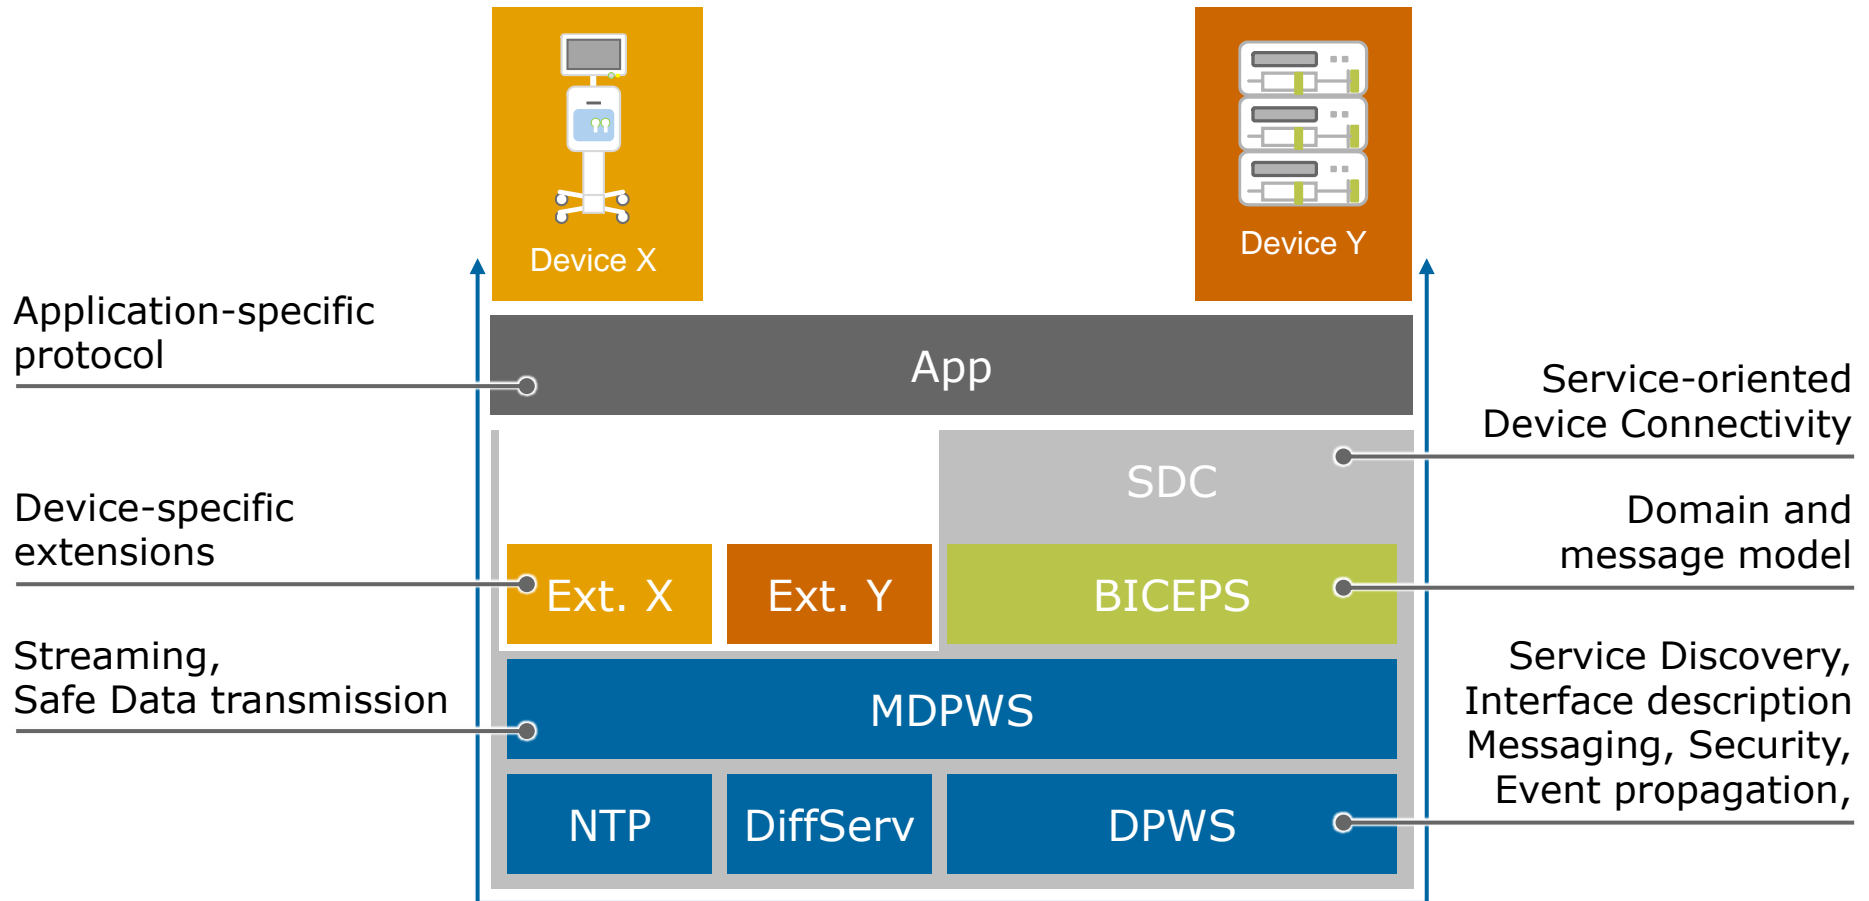 Device X
Device Y
Application-specific
protocol
App
Service-oriented
Device Connectivity
SDC
Device-specific
extensions
Domain and
message model
Ext. X
Ext. Y
BICEPS
Streaming,
Safe Data transmission
MDPWS
Service Discovery,
Interface description
Messaging, Security,
Event propagation,
NTP
DiffServ
DPWS